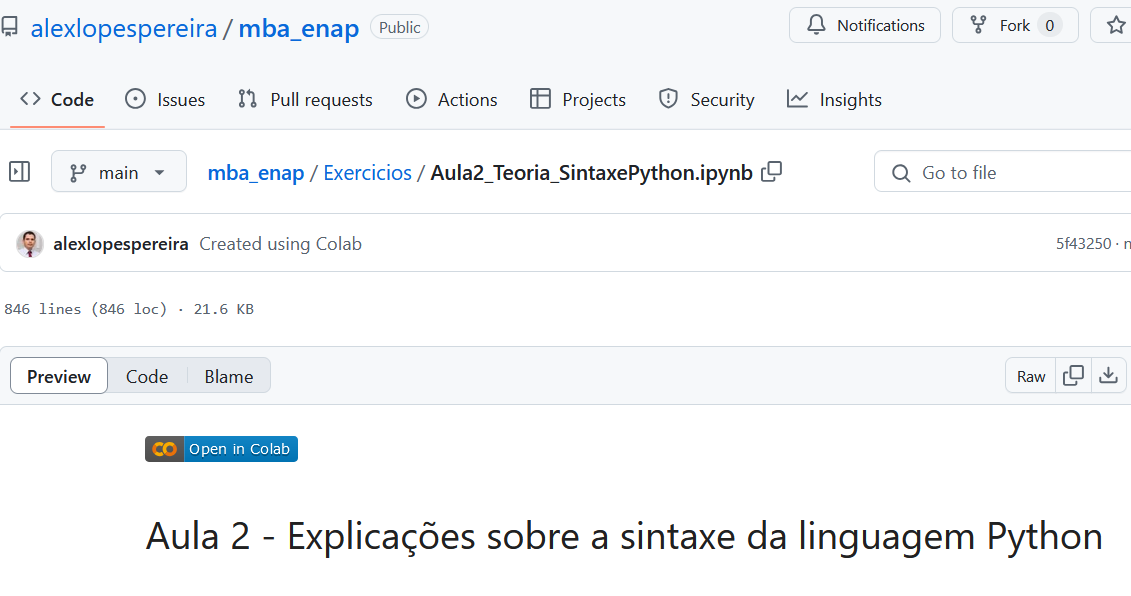 alexlopespereira / mba_enap Public Notifications Fork 0
Code Issues Pull requests Actions Projects Security Insights
main mba_enap / Exercicios / Aula2_Teoria_SintaxePython.ipynb Go to file
alexlopespereira Created using Colab 5f43250 ·
846 lines (846 loc) · 21.6 KB
Preview Code Blame Raw
Open in Colab
Aula 2 - Explicações sobre a sintaxe da linguagem Python